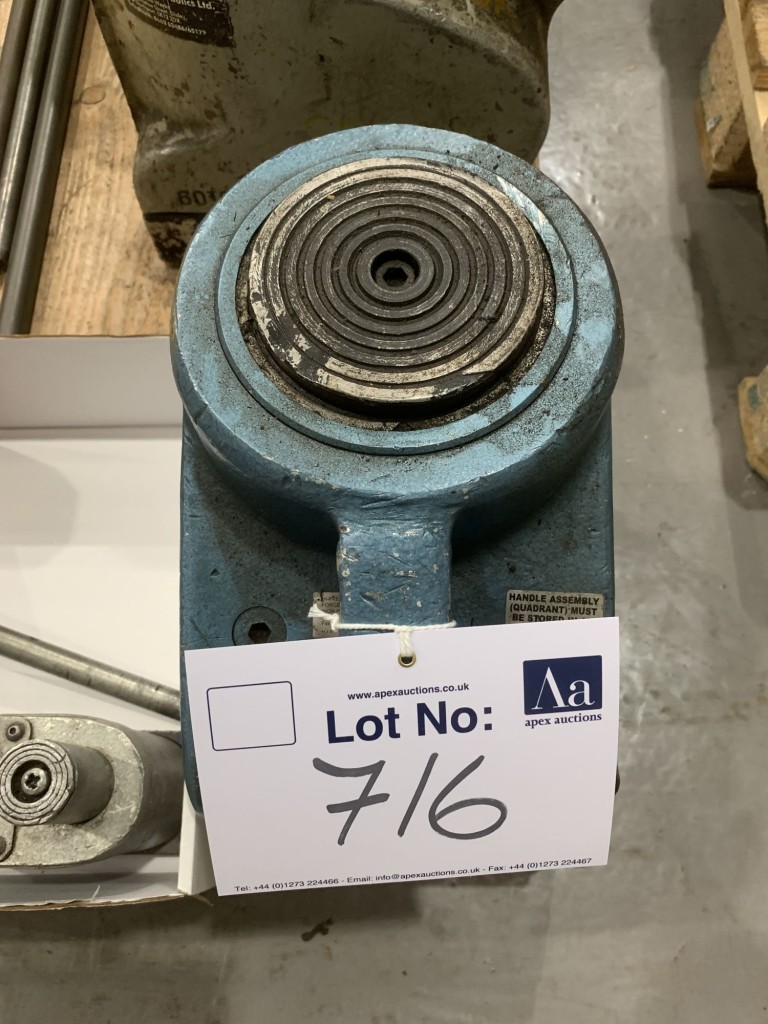 HANDLE ASSEMBLY
(QUADRANT) MUST
BE STORED
www.apexauctions.co.uk
Lot No:
Aa
apex auctions
716
Tel: +44 (0)1273 224466 - Email: info@apexauctions.co.uk - Fax: +44 (0)1273 224467